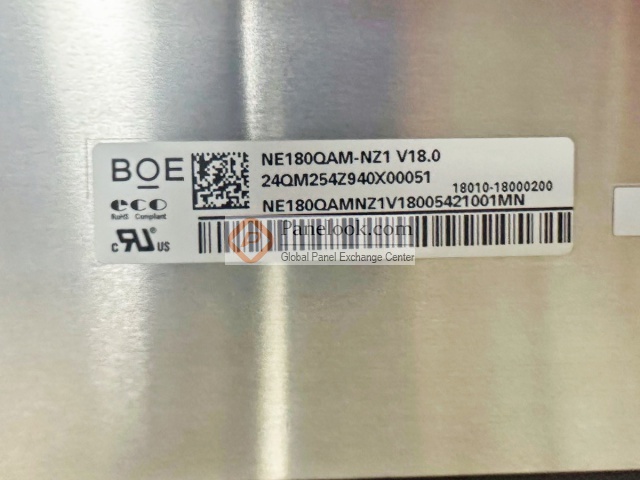 BOE
NE180QAM-NZ1 V18.0
24QM254Z940X00051
18010-18000200
NE180QAMNZ1V18005421001MN
eco
RoHS Compliant
c RU US
Panelook.com
Global Panel Exchange Center